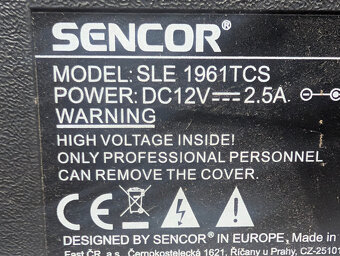 SENCOR
MODEL: SLE 1961TCS
POWER: DC12V⎓2.5A
WARNING
HIGH VOLTAGE INSIDE!
ONLY PROFESSIONAL PERSONNEL
CAN REMOVE THE COVER.
CE
DESIGNED BY SENCOR IN EUROPE, Made in
Fast ČR, a.s., Černokostelecká 1621, Říčany u Prahy, CZ-25101